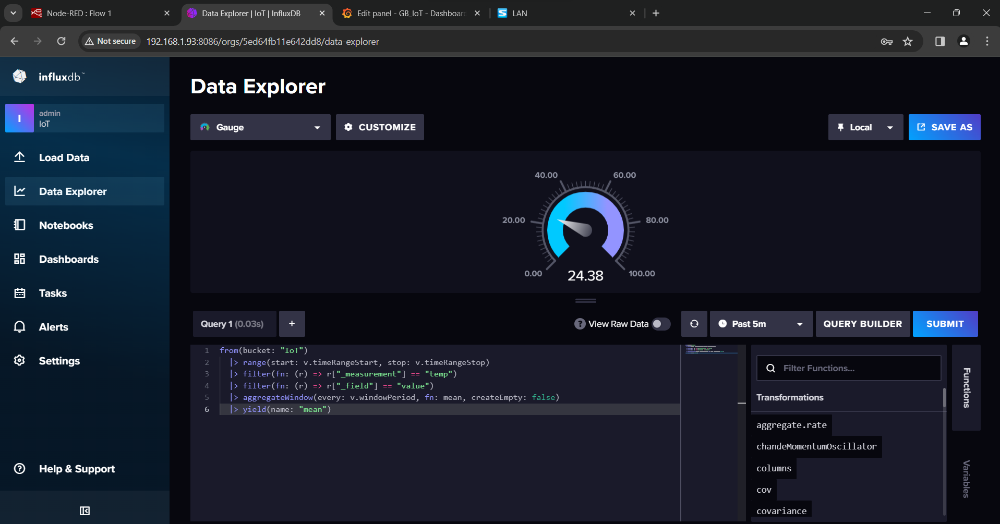 Node-RED : Flow 1
Data Explorer | IoT | InfluxDB
Edit panel - GB_IoT - Dashboard
LAN
Not secure
192.168.1.93:8086/orgs/5ed64fb11e642dd8/data-explorer
influxdb™
I
admin
IoT
Load Data
Data Explorer
Notebooks
Dashboards
Tasks
Alerts
Settings
Help & Support
Data Explorer
Gauge
CUSTOMIZE
Local
SAVE AS
40.00
60.00
20.00
80.00
0.00
24.38
100.00
Query 1 (0.03s)
+
? View Raw Data
Past 5m
QUERY BUILDER
SUBMIT
1 from(bucket: "IoT")
2 |> range(start: v.timeRangeStart, stop: v.timeRangeStop)
3 |> filter(fn: (r) => r["_measurement"] == "temp")
4 |> filter(fn: (r) => r["_field"] == "value")
5 |> aggregateWindow(every: v.windowPeriod, fn: mean, createEmpty: false)
6 |> yield(name: "mean")
Filter Functions...
Transformations
aggregate.rate
chandeMomentumOscillator
columns
cov
covariance
Functions
Variables